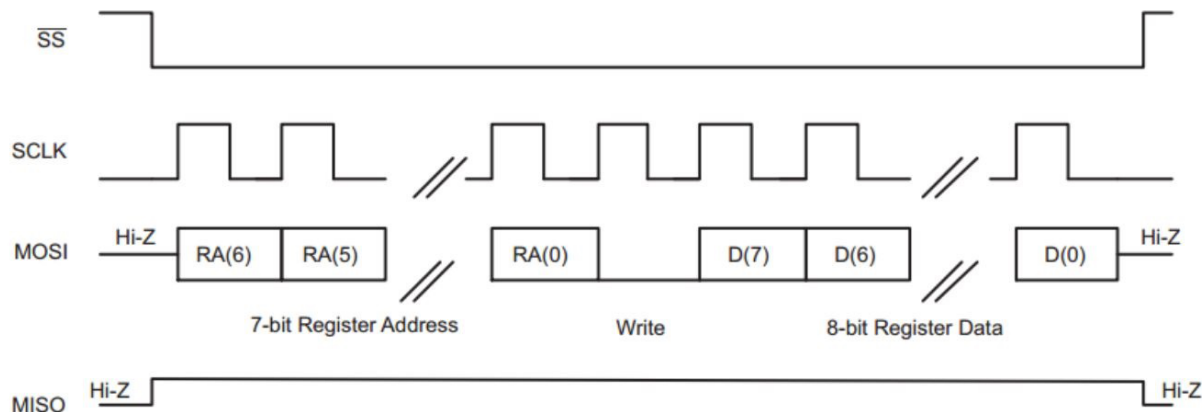 SS
SCLK
MOSI Hi-Z RA(6) RA(5) RA(0) D(7) D(6) D(0) Hi-Z
7-bit Register Address Write 8-bit Register Data
MISO Hi-Z Hi-Z